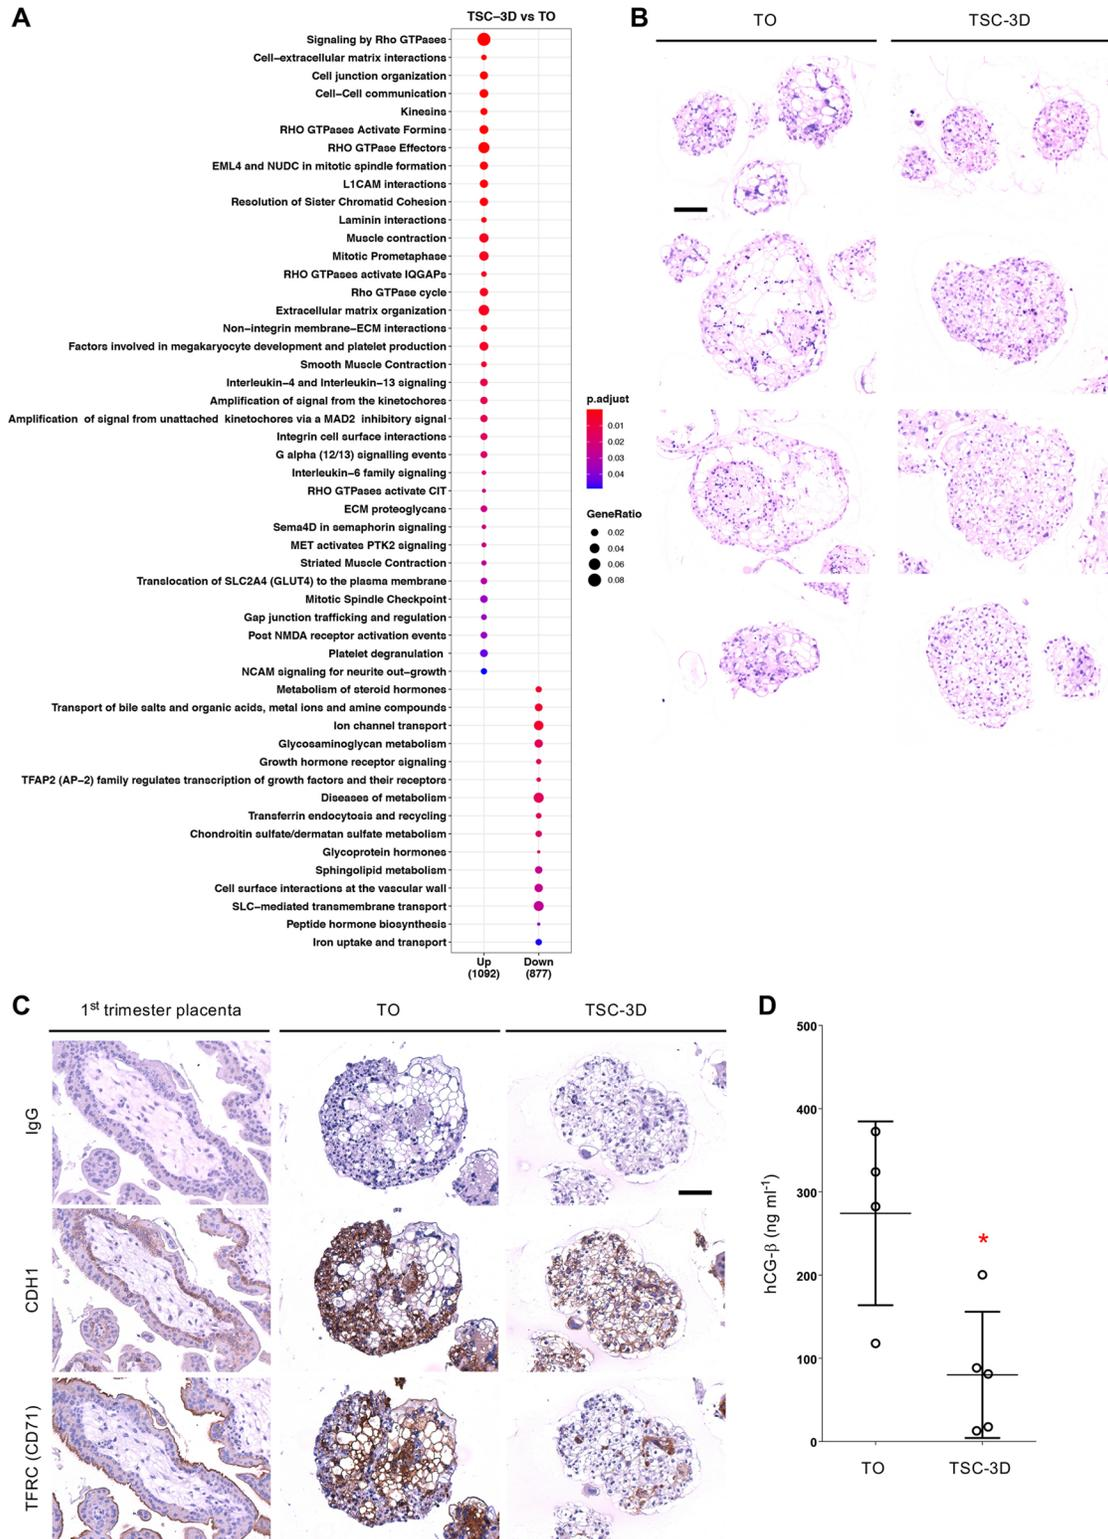 A
TSC–3D vs TO
Signaling by Rho GTPases
Cell–extracellular matrix interactions
Cell junction organization
Cell–Cell communication
Kinesins
RHO GTPases Activate Formins
RHO GTPase Effectors
EML4 and NUDC in mitotic spindle formation
L1CAM interactions
Resolution of Sister Chromatid Cohesion
Laminin interactions
Muscle contraction
Mitotic Prometaphase
RHO GTPases activate IQGAPs
Rho GTPase cycle
Extracellular matrix organization
Non–integrin membrane–ECM interactions
Factors involved in megakaryocyte development and platelet production
Smooth Muscle Contraction
Interleukin–4 and Interleukin–13 signaling
Amplification of signal from the kinetochores
Amplification of signal from unattached kinetochores via a MAD2 inhibitory signal
Integrin cell surface interactions
G alpha (12/13) signalling events
Interleukin–6 family signaling
RHO GTPases activate CIT
ECM proteoglycans
Sema4D in semaphorin signaling
MET activates PTK2 signaling
Striated Muscle Contraction
Translocation of SLC2A4 (GLUT4) to the plasma membrane
Mitotic Spindle Checkpoint
Gap junction trafficking and regulation
Post NMDA receptor activation events
Platelet degranulation
NCAM signaling for neurite out–growth
Metabolism of steroid hormones
Transport of bile salts and organic acids, metal ions and amine compounds
Ion channel transport
Glycosaminoglycan metabolism
Growth hormone receptor signaling
TFAP2 (AP–2) family regulates transcription of growth factors and their receptors
Diseases of metabolism
Transferrin endocytosis and recycling
Chondroitin sulfate/dermatan sulfate metabolism
Glycoprotein hormones
Sphingolipid metabolism
Cell surface interactions at the vascular wall
SLC–mediated transmembrane transport
Peptide hormone biosynthesis
Iron uptake and transport
Up
(1092)
Down
(877)
p.adjust
0.01
0.02
0.03
0.04
GeneRatio
0.02
0.04
0.06
0.08
B
TO
TSC-3D
C
1st trimester placenta
TO
TSC-3D
IgG
CDH1
TFRC (CD71)
D
hCG-β (ng ml-1)
500
400
300
200
100
0
*
TO
TSC-3D